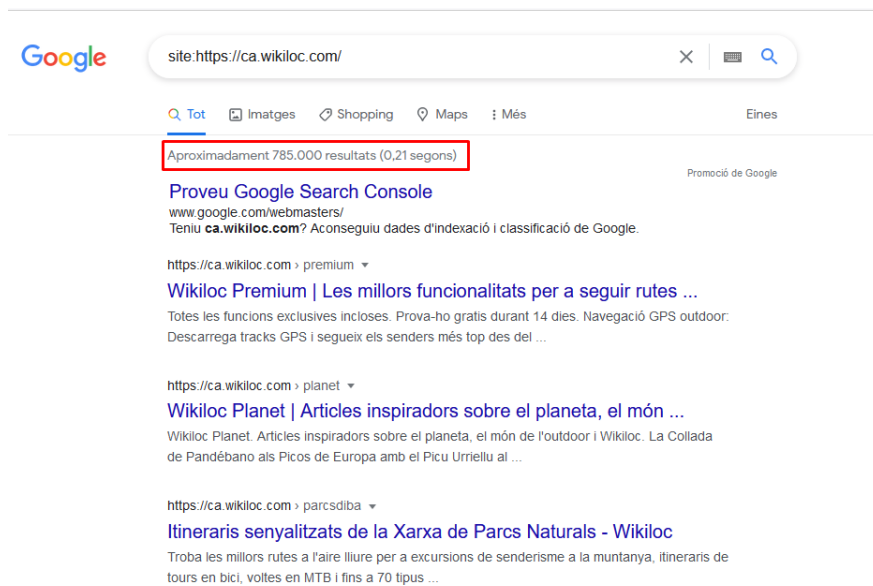 Google
site:https://ca.wikiloc.com/
Tot Imatges Shopping Maps Més Eines
Aproximadament 785.000 resultats (0,21 segons)
Promoció de Google
Proveu Google Search Console
www.google.com/webmasters/
Teniu ca.wikiloc.com? Aconseguiu dades d'indexació i classificació de Google.
https://ca.wikiloc.com › premium
Wikiloc Premium | Les millors funcionalitats per a seguir rutes ...
Totes les funcions exclusives incloses. Prova-ho gratis durant 14 dies. Navegació GPS outdoor:
Descarrega tracks GPS i segueix els senders més top des del ...
https://ca.wikiloc.com › planet
Wikiloc Planet | Articles inspiradors sobre el planeta, el món ...
Wikiloc Planet. Articles inspiradors sobre el planeta, el món de l'outdoor i Wikiloc. La Collada
de Pandébano als Picos de Europa amb el Picu Urriellu al ...
https://ca.wikiloc.com › parcsdiba
Itineraris senyalitzats de la Xarxa de Parcs Naturals - Wikiloc
Troba les millors rutes a l'aire lliure per a excursions de senderisme a la muntanya, itineraris de
tours en bici, voltes en MTB i fins a 70 tipus ...